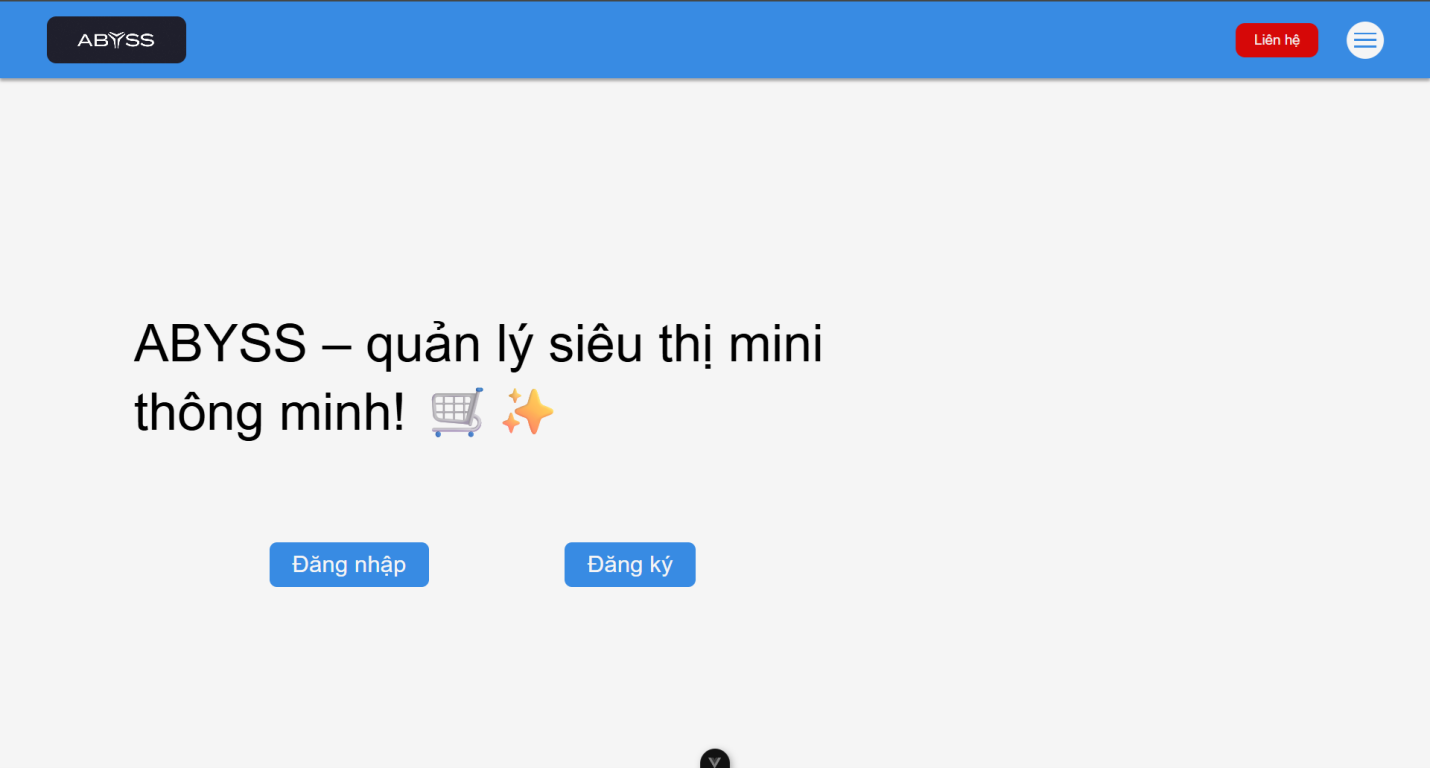 ABYSS
Liên hệ
ABYSS – quản lý siêu thị mini
thông minh! 🛒 ✨
Đăng nhập
Đăng ký